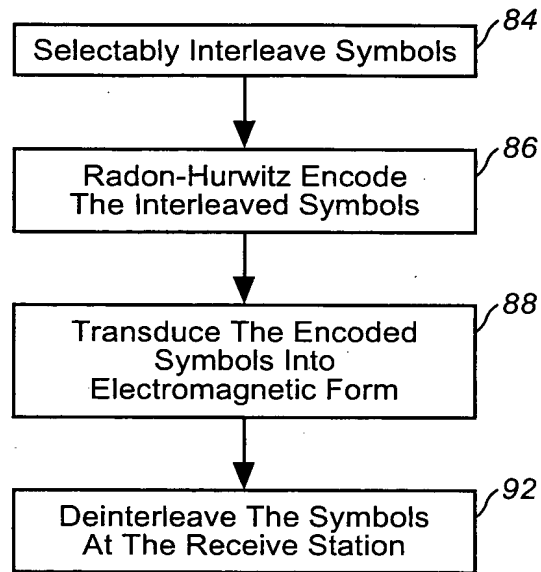 84
Selectably Interleave Symbols
86
Radon-Hurwitz Encode
The Interleaved Symbols
88
Transduce The Encoded
Symbols Into
Electromagnetic Form
92
Deinterleave The Symbols
At The Receive Station